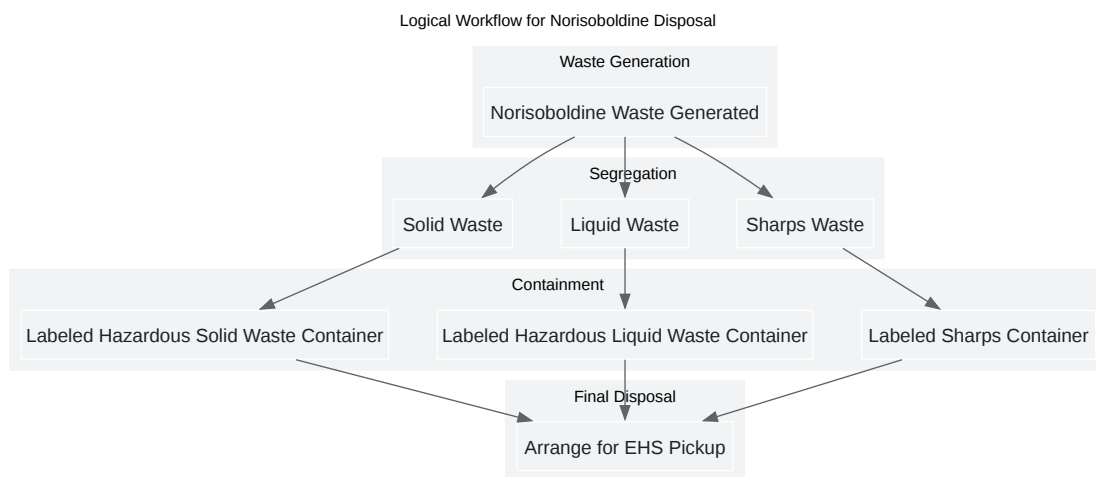 Logical Workflow for Norisoboldine Disposal
Waste Generation
Norisoboldine Waste Generated
Segregation
Solid Waste
Liquid Waste
Sharps Waste
Containment
Labeled Hazardous Solid Waste Container
Labeled Hazardous Liquid Waste Container
Labeled Sharps Container
Final Disposal
Arrange for EHS Pickup